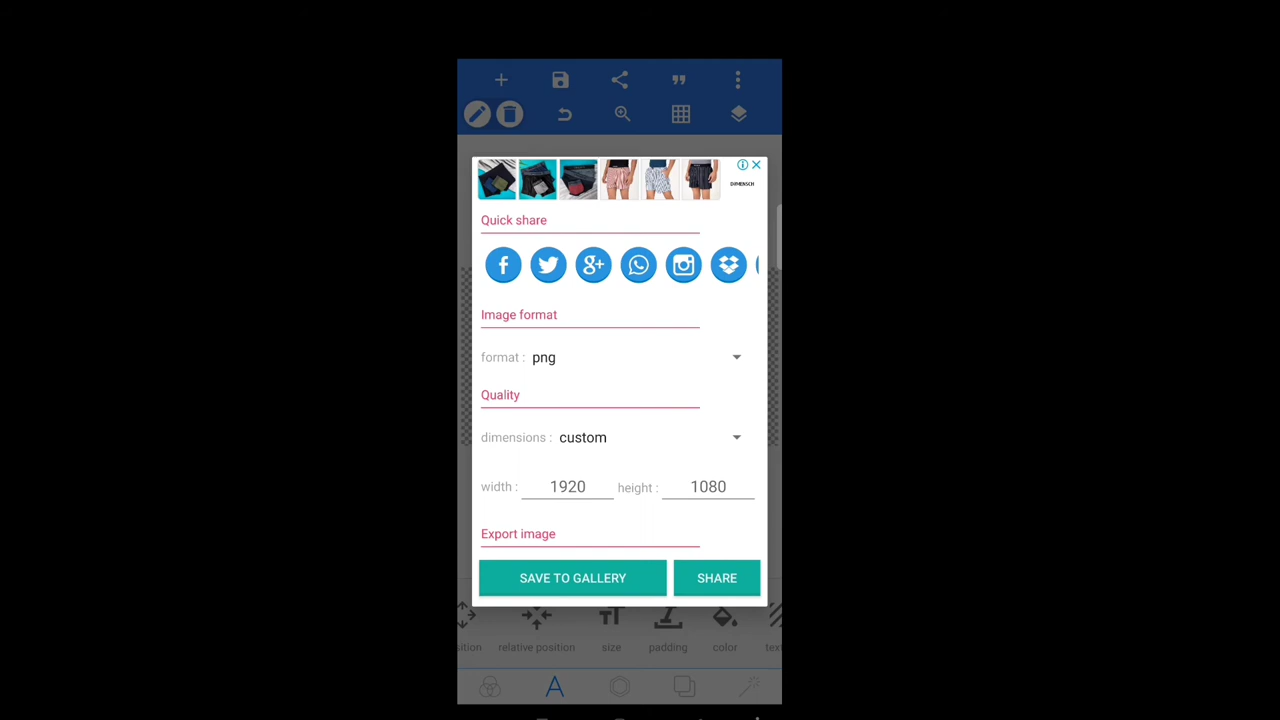 DIMENSCH
Quick share
Image format
format : png
Quality
dimensions : custom
width : 1920 height : 1080
Export image
SAVE TO GALLERY SHARE
relative position size padding color